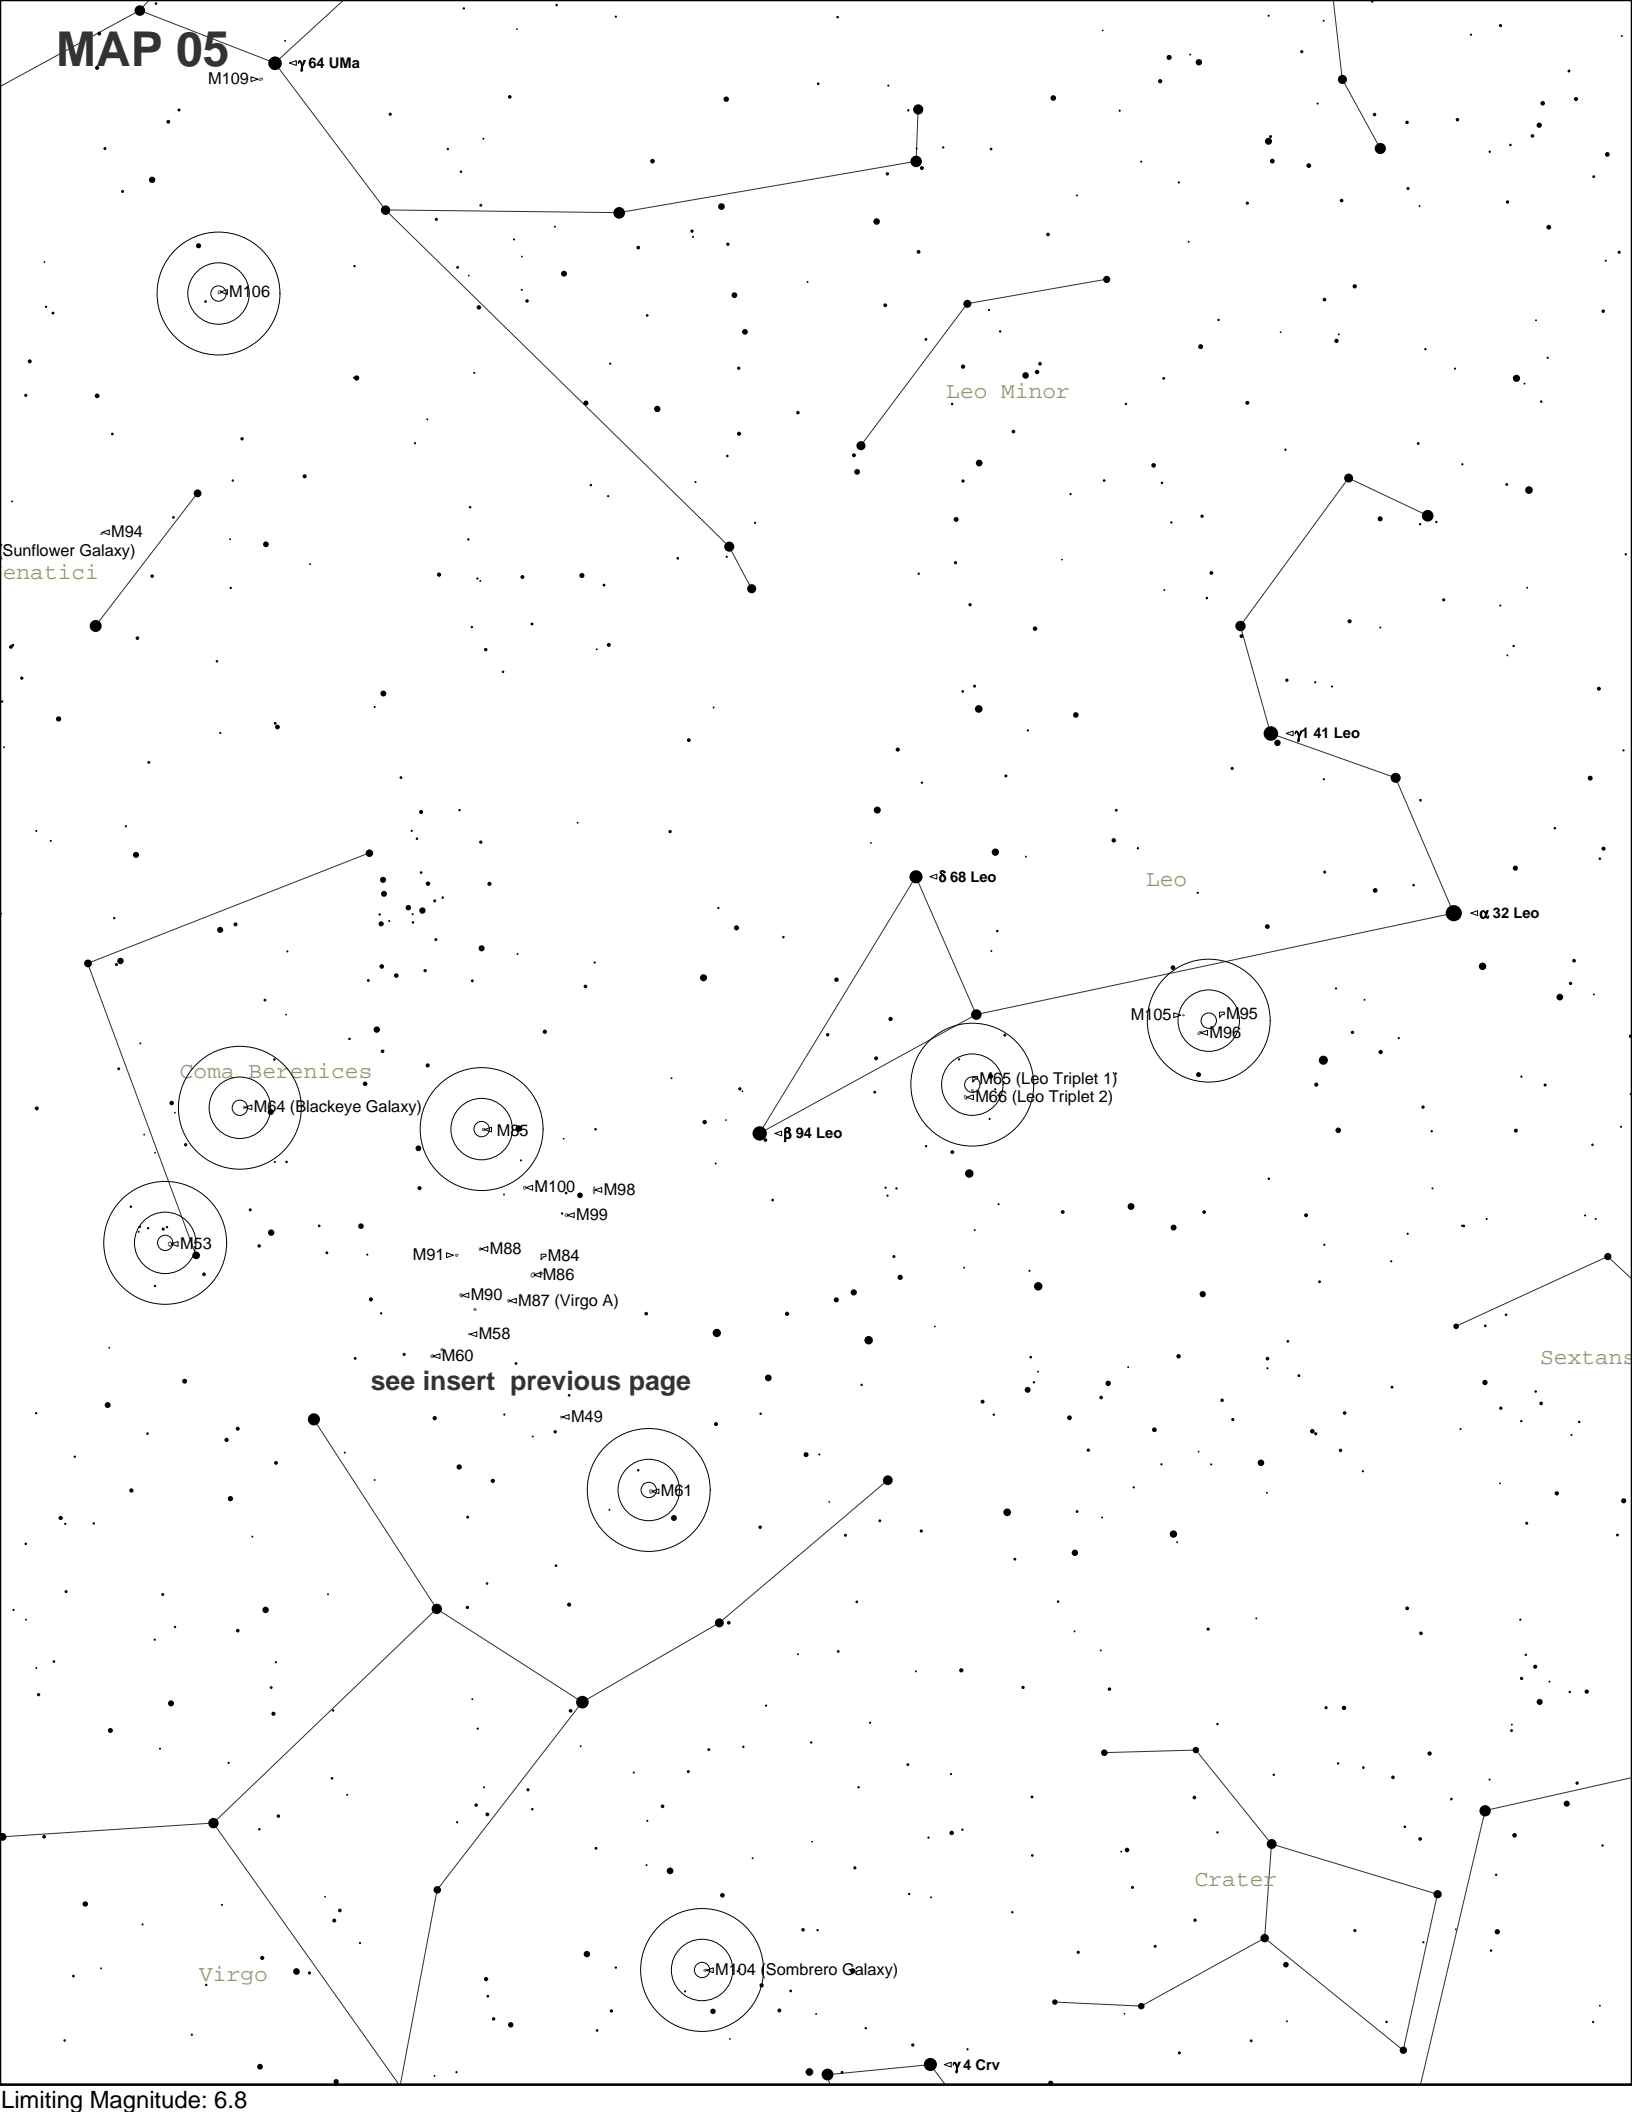 MAP 05
γ 64 UMa
M109
M106
Leo Minor
M94
(Sunflower Galaxy)
enatici
γ1 41 Leo
δ 68 Leo
Leo
α 32 Leo
M105
M95
M96
Coma Berenices
M65 (Leo Triplet 1)
M66 (Leo Triplet 2)
M64 (Blackeye Galaxy)
M85
β 94 Leo
M100
M98
M99
M53
M91
M88
M84
M86
M90
M87 (Virgo A)
M58
M60
Sextans
see insert previous page
M49
M61
Crater
Virgo
M104 (Sombrero Galaxy)
γ 4 Crv
Limiting Magnitude: 6.8